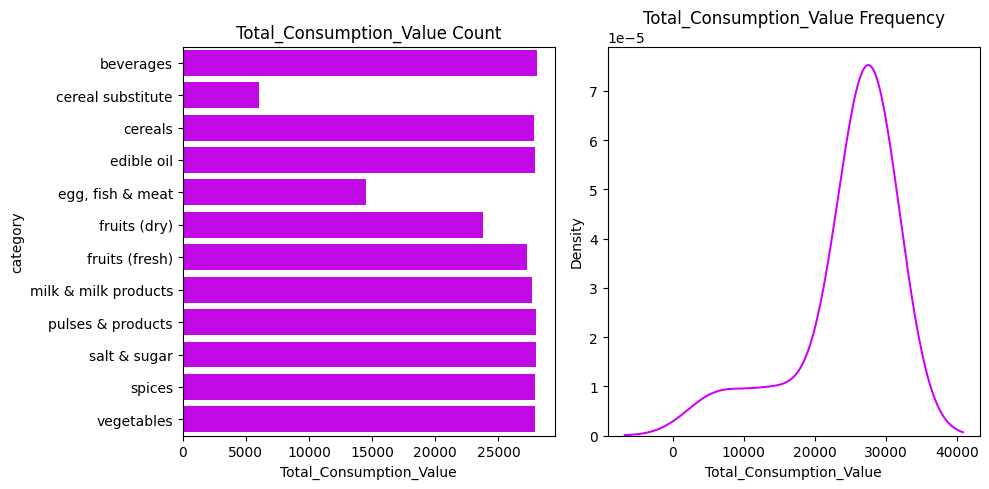 Total_Consumption_Value Count
category
beverages
cereal substitute
cereals
edible oil
egg, fish & meat
fruits (dry)
fruits (fresh)
milk & milk products
pulses & products
salt & sugar
spices
vegetables
0 5000 10000 15000 20000 25000
Total_Consumption_Value
Total_Consumption_Value Frequency
1e−5
Density
7
6
5
4
3
2
1
0
0 10000 20000 30000 40000
Total_Consumption_Value